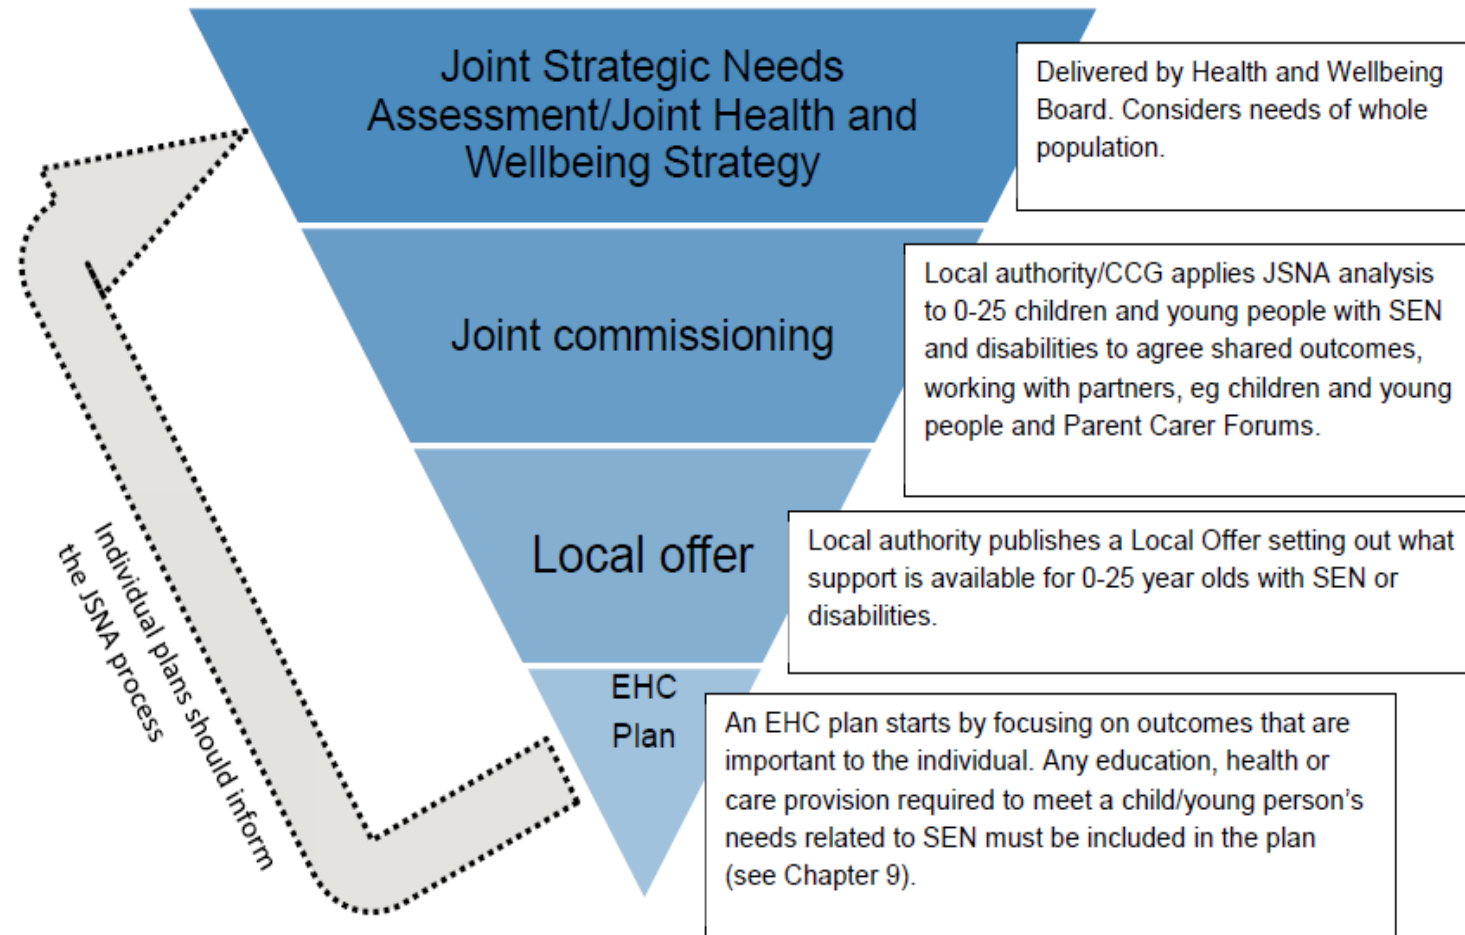 Joint Strategic Needs
Assessment/Joint Health and
Wellbeing Strategy
Delivered by Health and Wellbeing
Board. Considers needs of whole
population.
Joint commissioning
Local authority/CCG applies JSNA analysis
to 0-25 children and young people with SEN
and disabilities to agree shared outcomes,
working with partners, eg children and young
people and Parent Carer Forums.
Local offer
Local authority publishes a Local Offer setting out what
support is available for 0-25 year olds with SEN or
disabilities.
EHC
Plan
An EHC plan starts by focusing on outcomes that are
important to the individual. Any education, health or
care provision required to meet a child/young person’s
needs related to SEN must be included in the plan
(see Chapter 9).
Individual plans should inform
the JSNA process